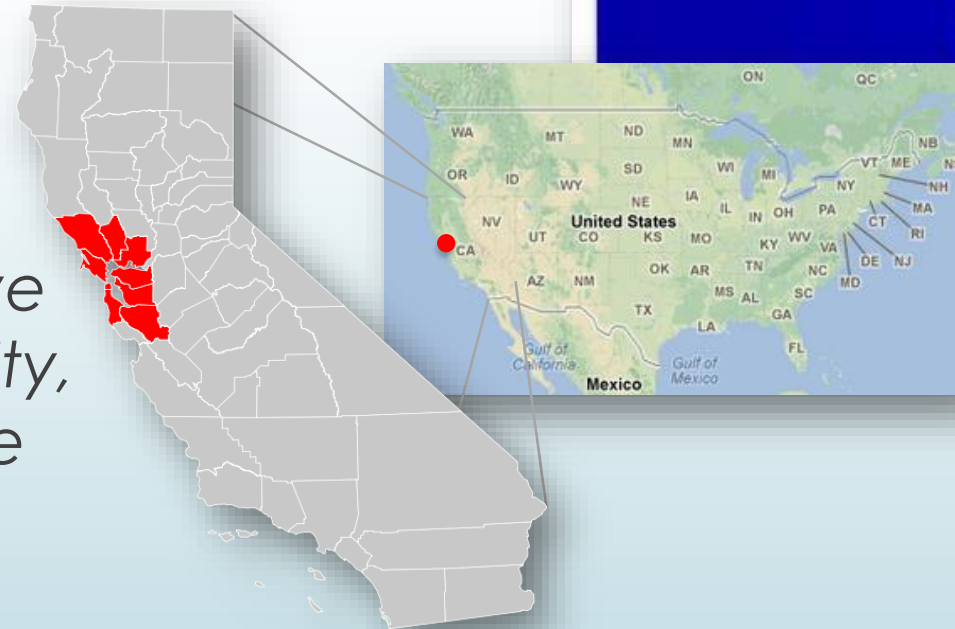 ve
ity,
e
ON
QC
WA
MT
ND
MN
NB
OR
ID
SD
WI
MI
VT
ME
WY
NY
NH
NE
IA
MA
NV
IL
IN
OH
PA
CT
RI
United States
UT
CO
KS
MO
KY
WV
VA
DE
NJ
CA
AZ
NM
OK
AR
TN
NC
MD
MS
AL
SC
TX
GA
LA
FL
Gulf of
California
Gulf of
Mexico
Mexico